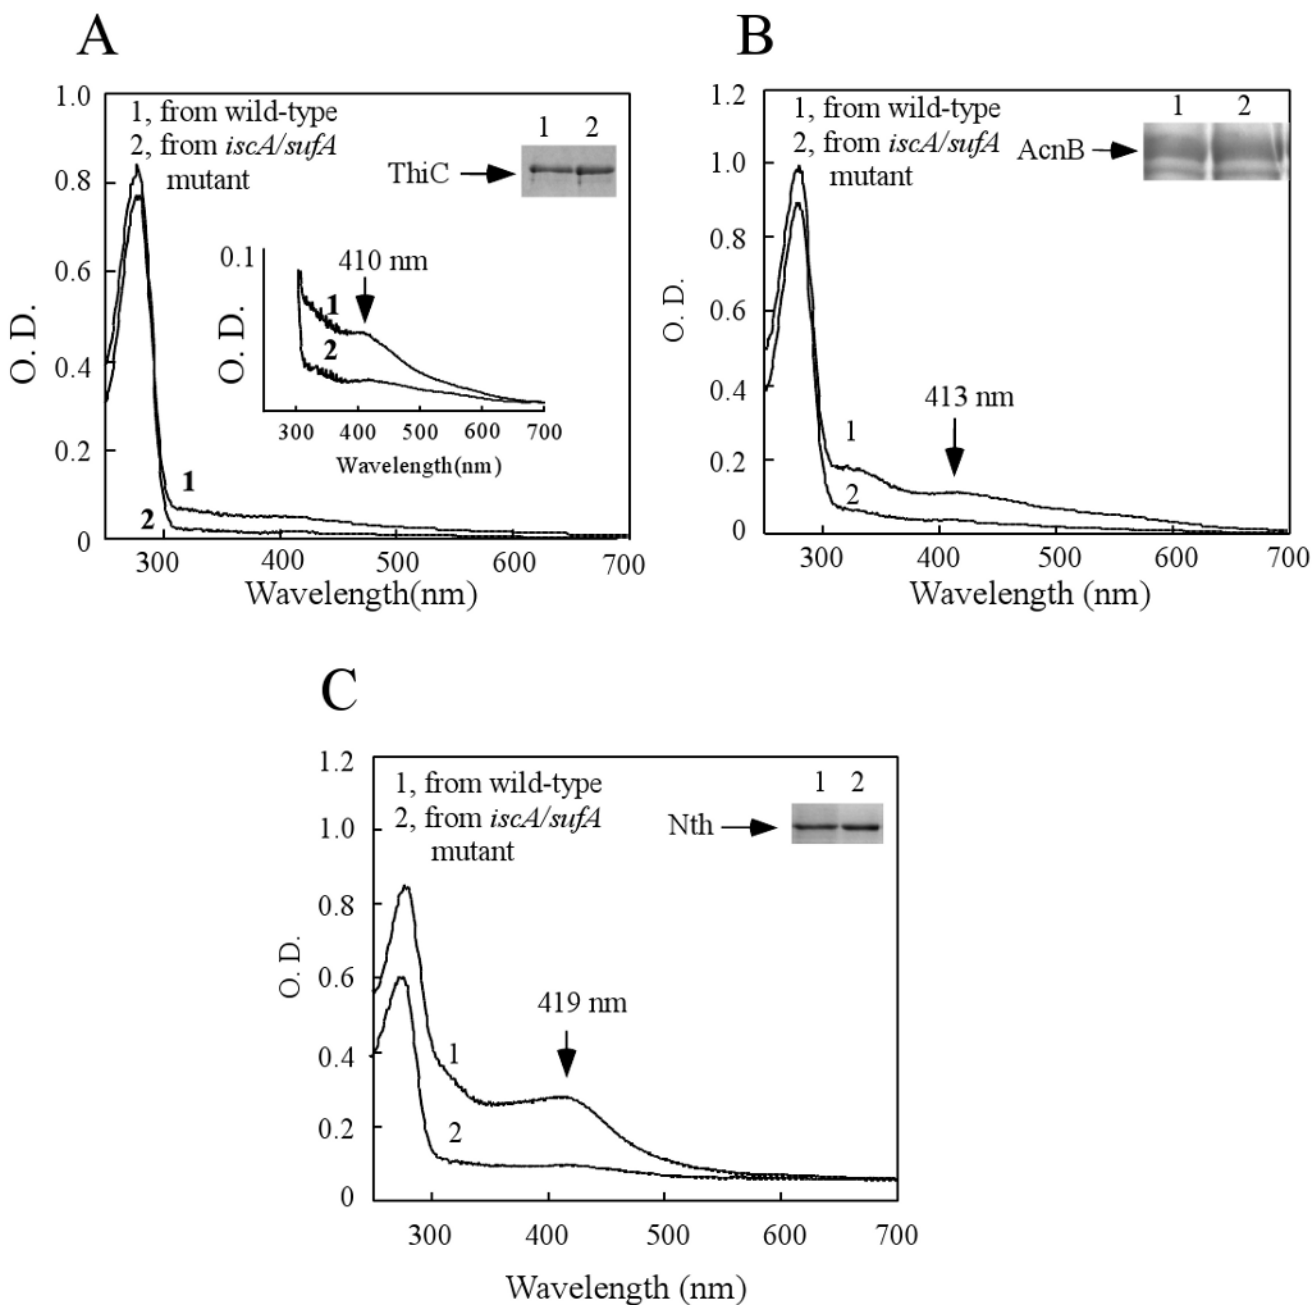 A
1.0
0.8
0.6
0.4
0.2
0
O. D.
1, from wild-type
2, from iscA/sufA
mutant
1 2
ThiC
0.1
O. D.
410 nm
1
2
300 400 500 600 700
Wavelength(nm)
1
2
300 400 500 600 700
Wavelength(nm)
B
1.2
1.0
0.8
0.6
0.4
0.2
0
O. D.
1, from wild-type
2, from iscA/sufA
mutant
1 2
AcnB
413 nm
1
2
300 400 500 600 700
Wavelength (nm)
C
1.2
1.0
0.8
0.6
0.4
0.2
0
O. D.
1, from wild-type
2, from iscA/sufA
mutant
1 2
Nth
419 nm
1
2
300 400 500 600 700
Wavelength (nm)